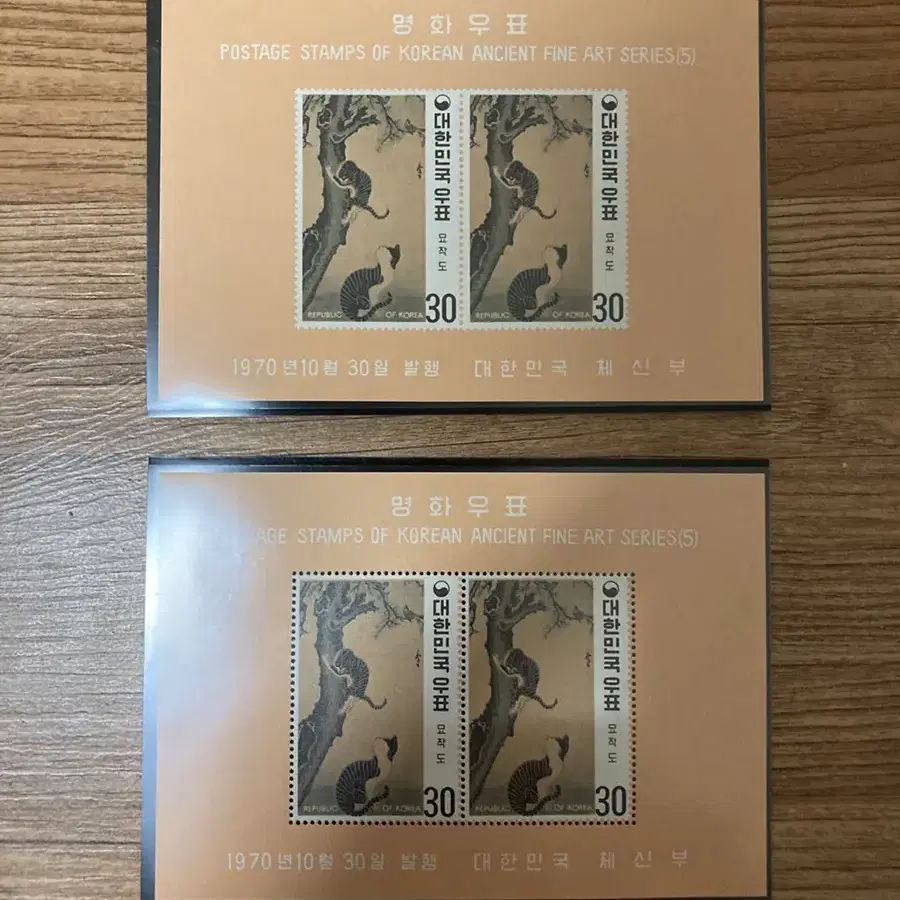 명화우표
POSTAGE STAMPS OF KOREAN ANCIENT FINE ART SERIES(5)
대한민국 우표
묘작도
REPUBLIC OF KOREA
30
대한민국 우표
묘작도
REPUBLIC OF KOREA
30
1970년10월 30일 발행 대한민국 체신부
명화우표
AGE STAMPS OF KOREAN ANCIENT FINE ART SERIES(5)
대한민국 우표
묘작도
REPUBLIC OF KOREA
30
대한민국 우표
묘작도
REPUBLIC OF KOREA
30
1970년10월 30일 발행 대한민국 체신부